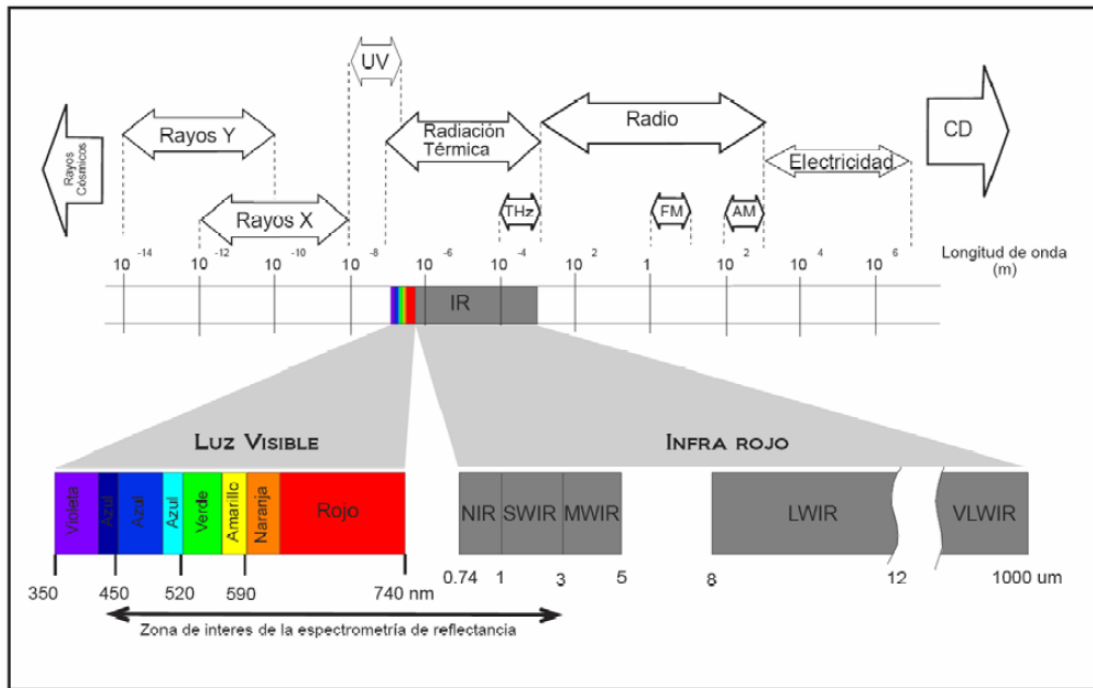 UV
Rayos Y
Radiación
Térmica
Radio
CD
Rayos
Cósmicos
Electricidad
Rayos X
THz
FM
AM
10 -14
10 -12
10 -10
10 -8
10 -6
10 -4
10 2
1
10 2
10 4
10 6
Longitud de onda
(m)
IR
LUZ VISIBLE
INFRA ROJO
Violeta
Azul
Azul
Azul
Verde
Amarillo
Naranja
Rojo
NIR
SWIR
MWIR
LWIR
VLWIR
350
450
520
590
740 nm
0.74
1
3
5
8
12
1000 um
Zona de interes de la espectrometría de reflectancia